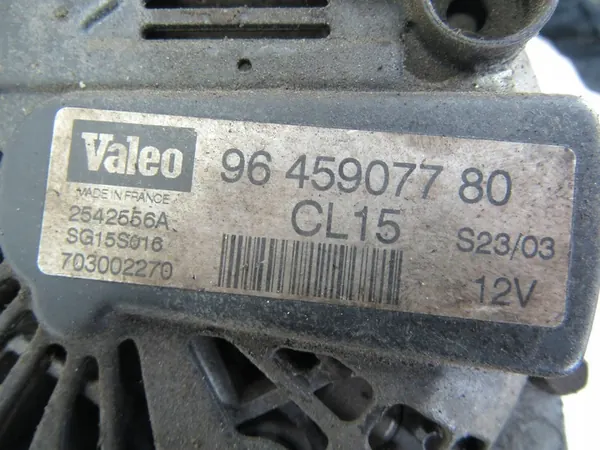 Valeo
MADE IN FRANCE
2542556A
SG15S016
703002270
96 459077 80
CL15
S23/03
12V